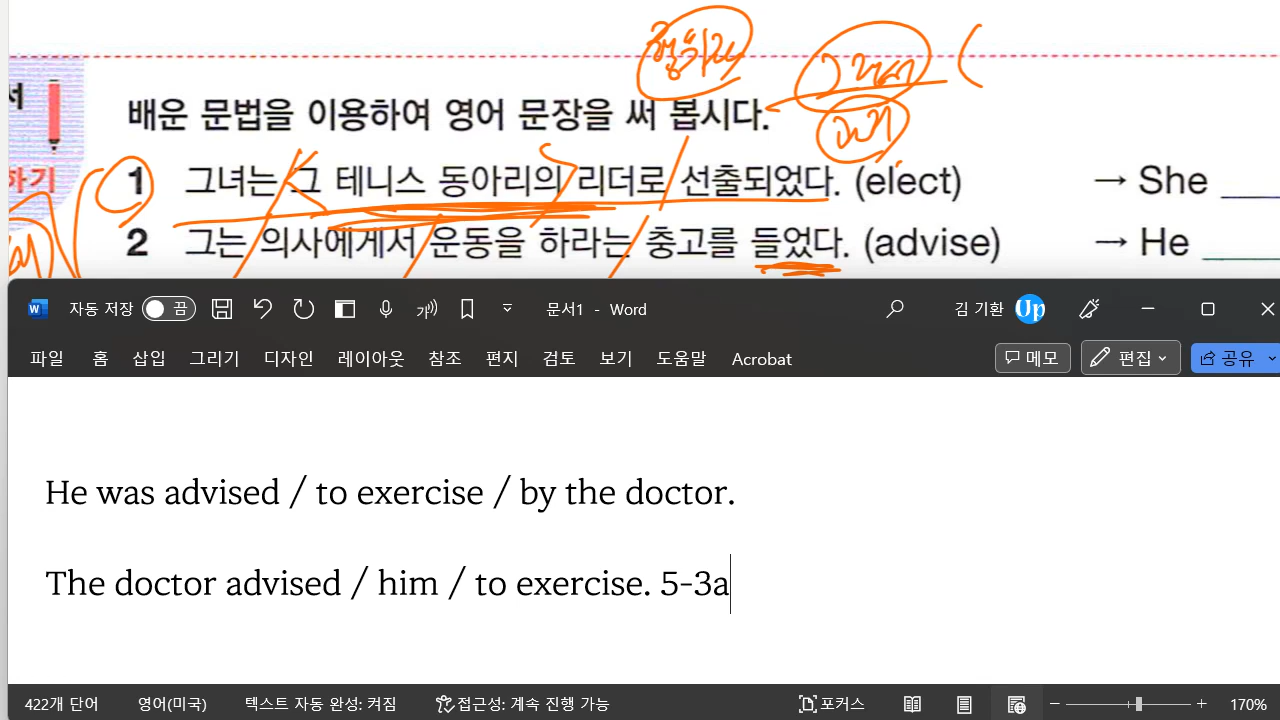 배운 문법을 이용하여 영어 문장을 써 봅시다.
하기
1 그녀는 그 테니스 동아리의 리더로 선출되었다. (elect) → She
2 그는 의사에게서 운동을 하라는 충고를 들었다. (advise) → He
자동 저장 끔 가 문서1 - Word 김 기환 Up
파일 홈 삽입 그리기 디자인 레이아웃 참조 편지 검토 보기 도움말 Acrobat 메모 편집 공유
He was advised / to exercise / by the doctor.
The doctor advised / him / to exercise. 5-3a
422개 단어 영어(미국) 텍스트 자동 완성: 켜짐 접근성: 계속 진행 가능 포커스 170%